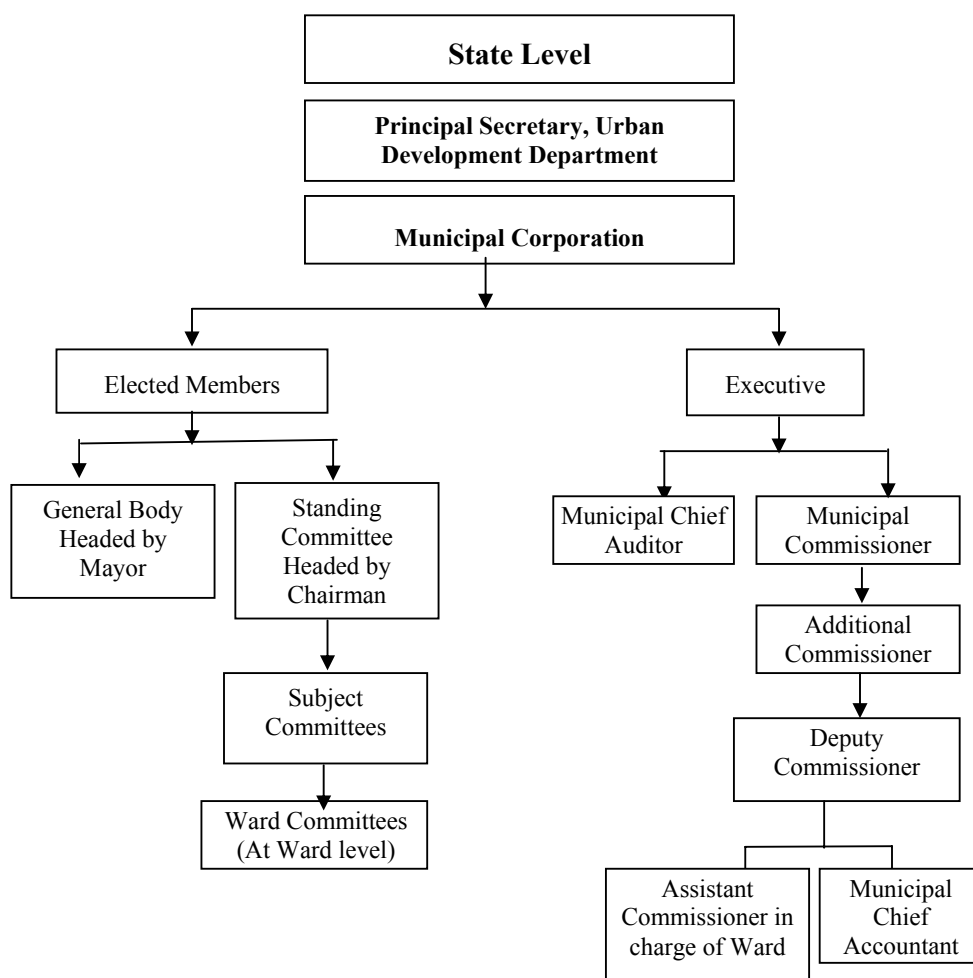 State Level
Principal Secretary, Urban
Development Department
Municipal Corporation
Elected Members
Executive
General Body
Headed by
Mayor
Standing
Committee
Headed by
Chairman
Municipal Chief
Auditor
Municipal
Commissioner
Additional
Commissioner
Subject
Committees
Deputy
Commissioner
Ward Committees
(At Ward level)
Assistant
Commissioner in
charge of Ward
Municipal
Chief
Accountant